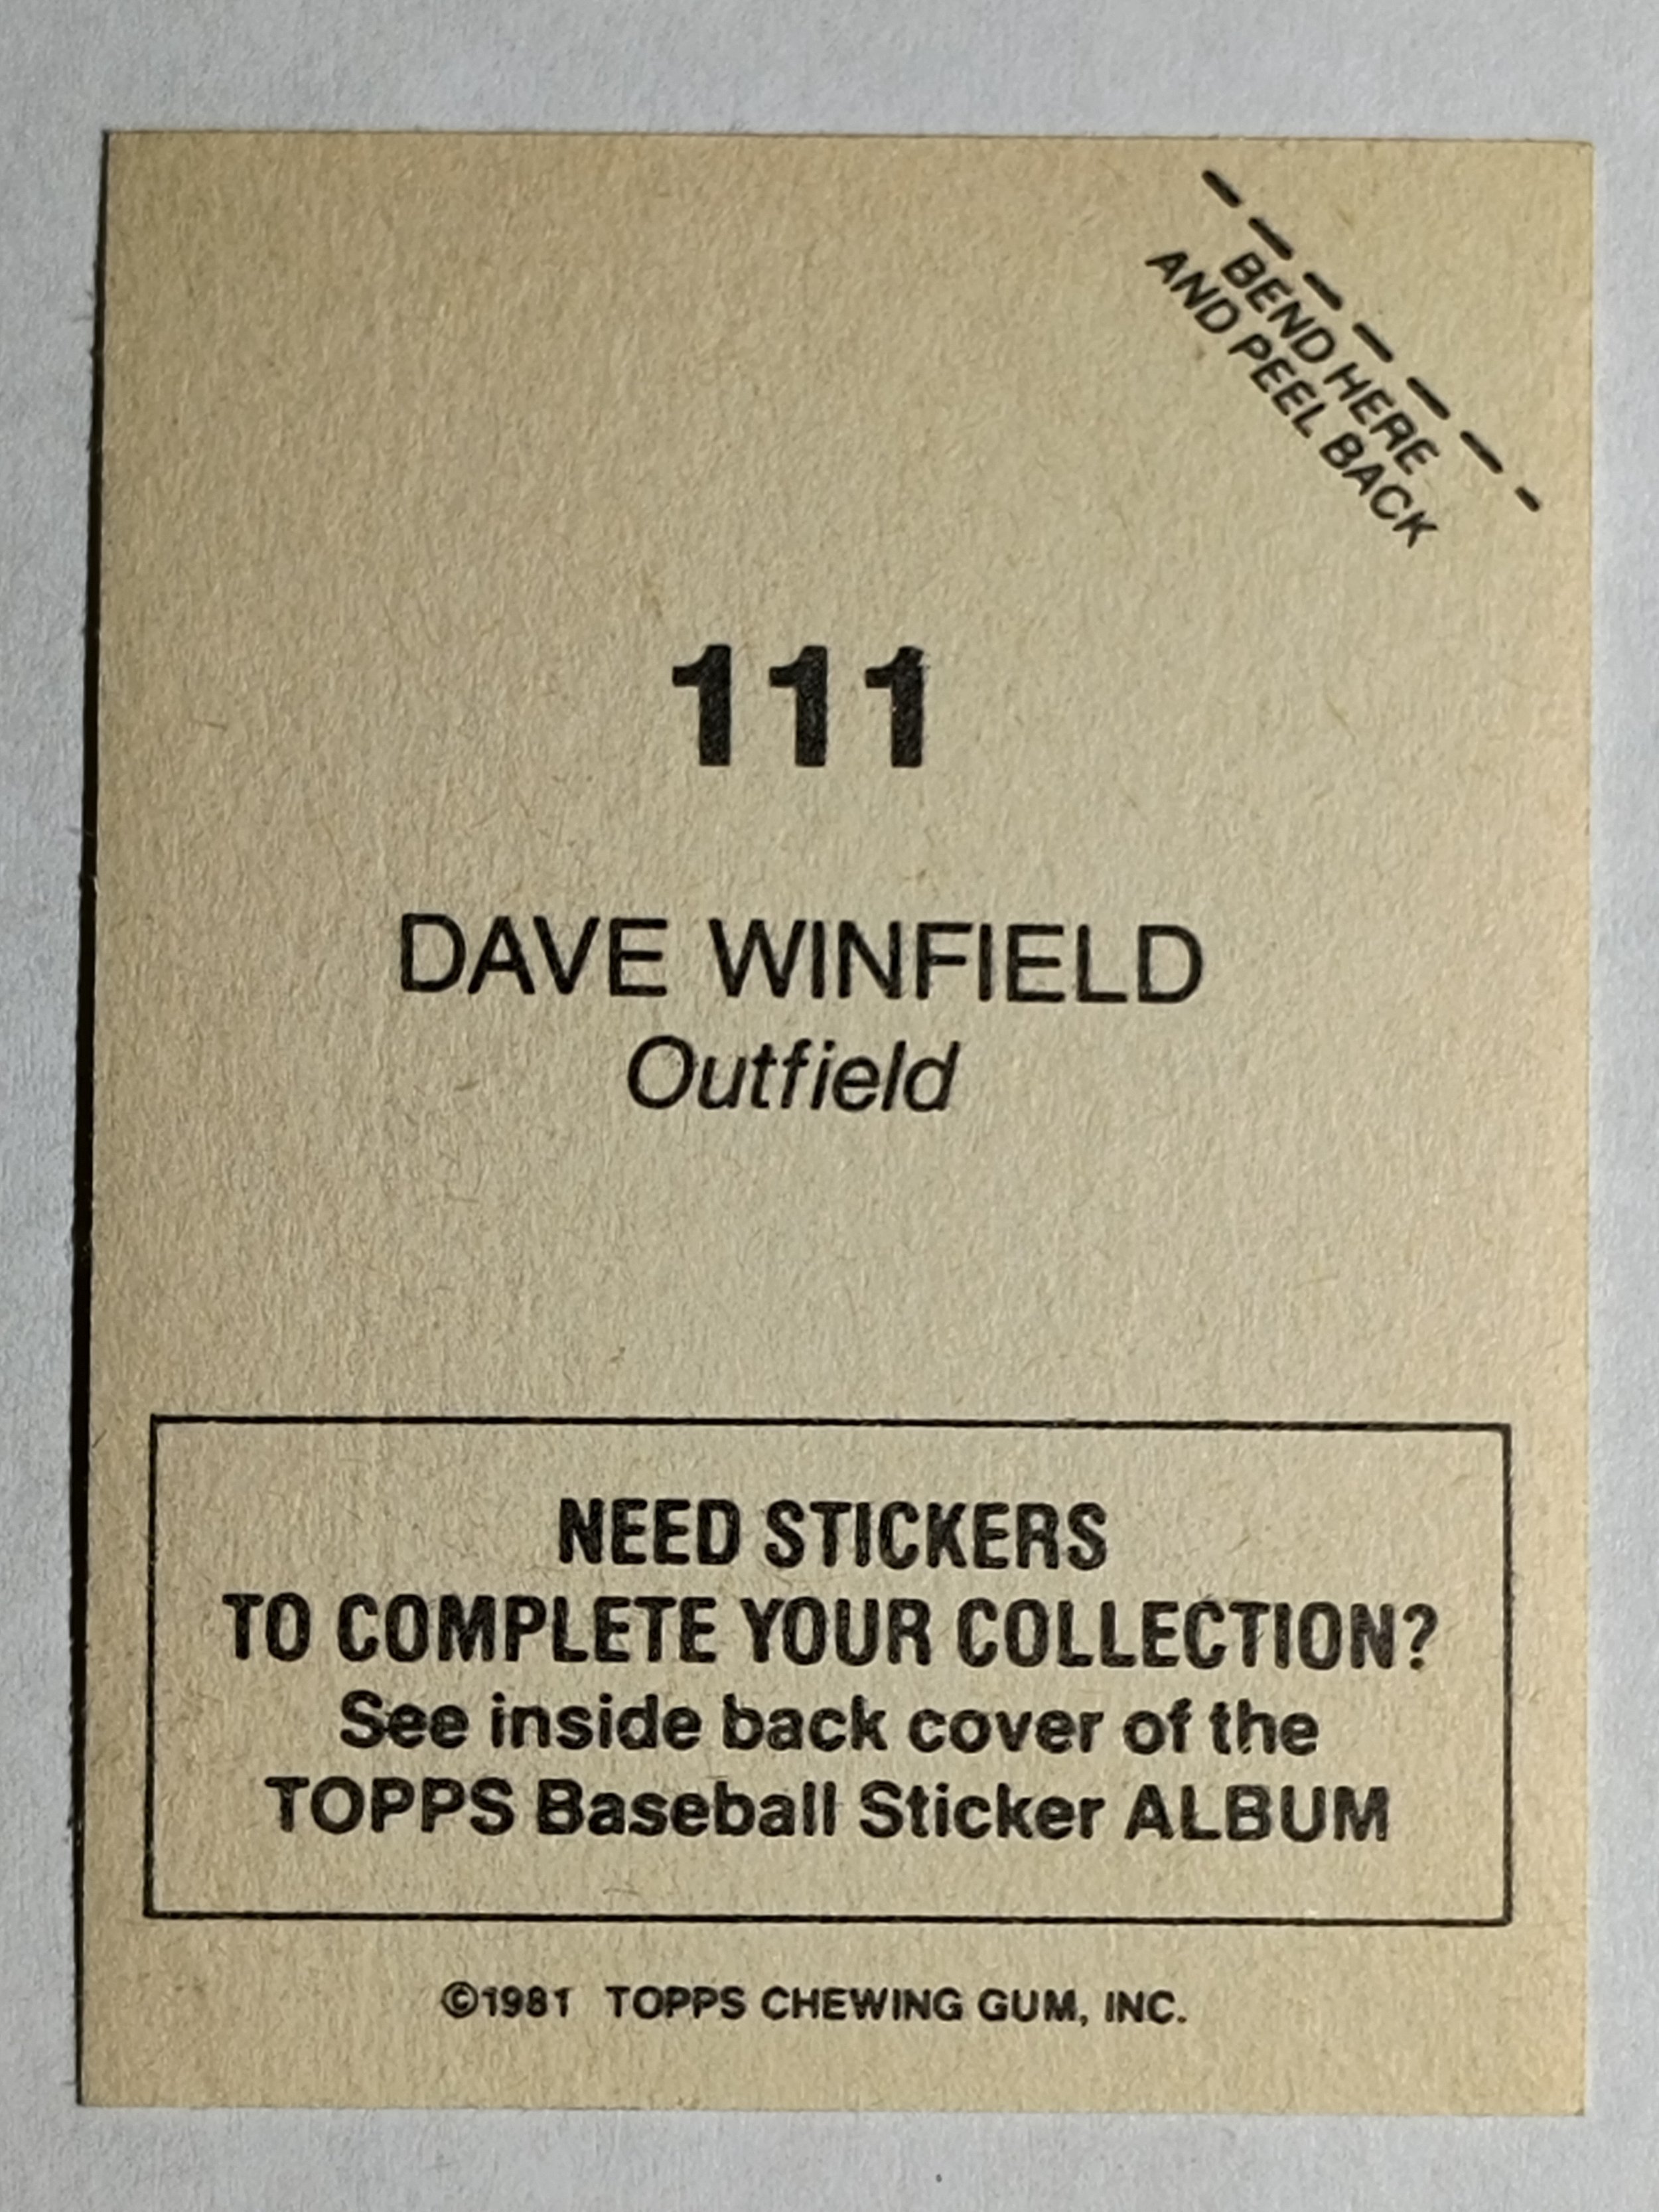 BEND HERE
AND PEEL BACK
111
DAVE WINFIELD
Outfield
NEED STICKERS
TO COMPLETE YOUR COLLECTION?
See inside back cover of the
TOPPS Baseball Sticker ALBUM
©1981 TOPPS CHEWING GUM, INC.